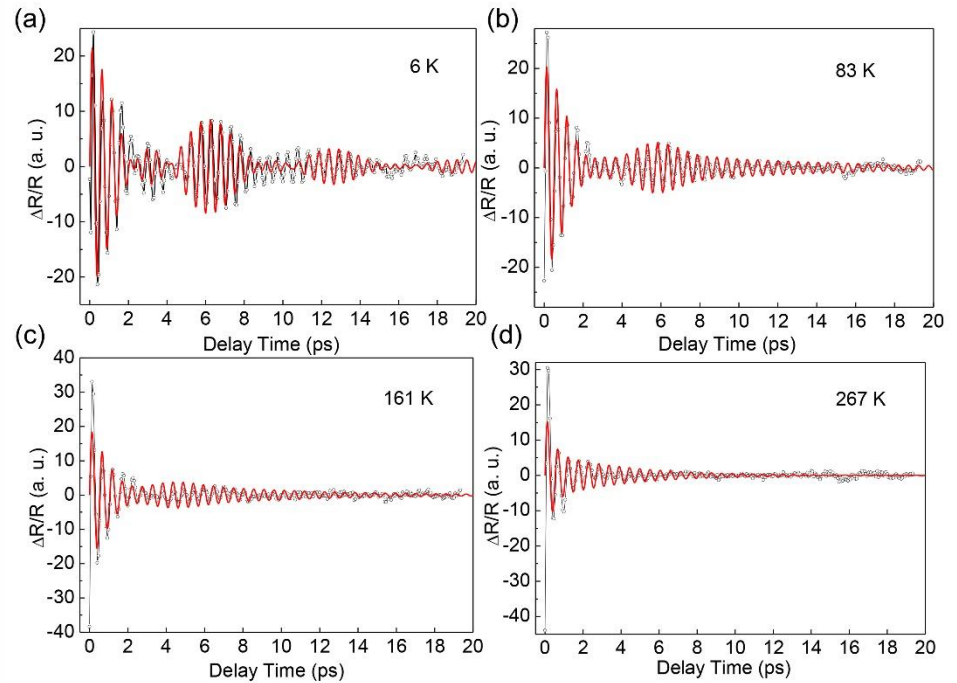 (a)
6 K
20
10
0
-10
-20
ΔR/R (a. u.)
0 2 4 6 8 10 12 14 16 18 20
Delay Time (ps)
(b)
83 K
20
10
0
-10
-20
ΔR/R (a. u.)
0 2 4 6 8 10 12 14 16 18 20
Delay Time (ps)
(c)
161 K
40
30
20
10
0
-10
-20
-30
-40
ΔR/R (a. u.)
0 2 4 6 8 10 12 14 16 18 20
Delay Time (ps)
(d)
267 K
30
20
10
0
-10
-20
-30
-40
ΔR/R (a. u.)
0 2 4 6 8 10 12 14 16 18 20
Delay Time (ps)